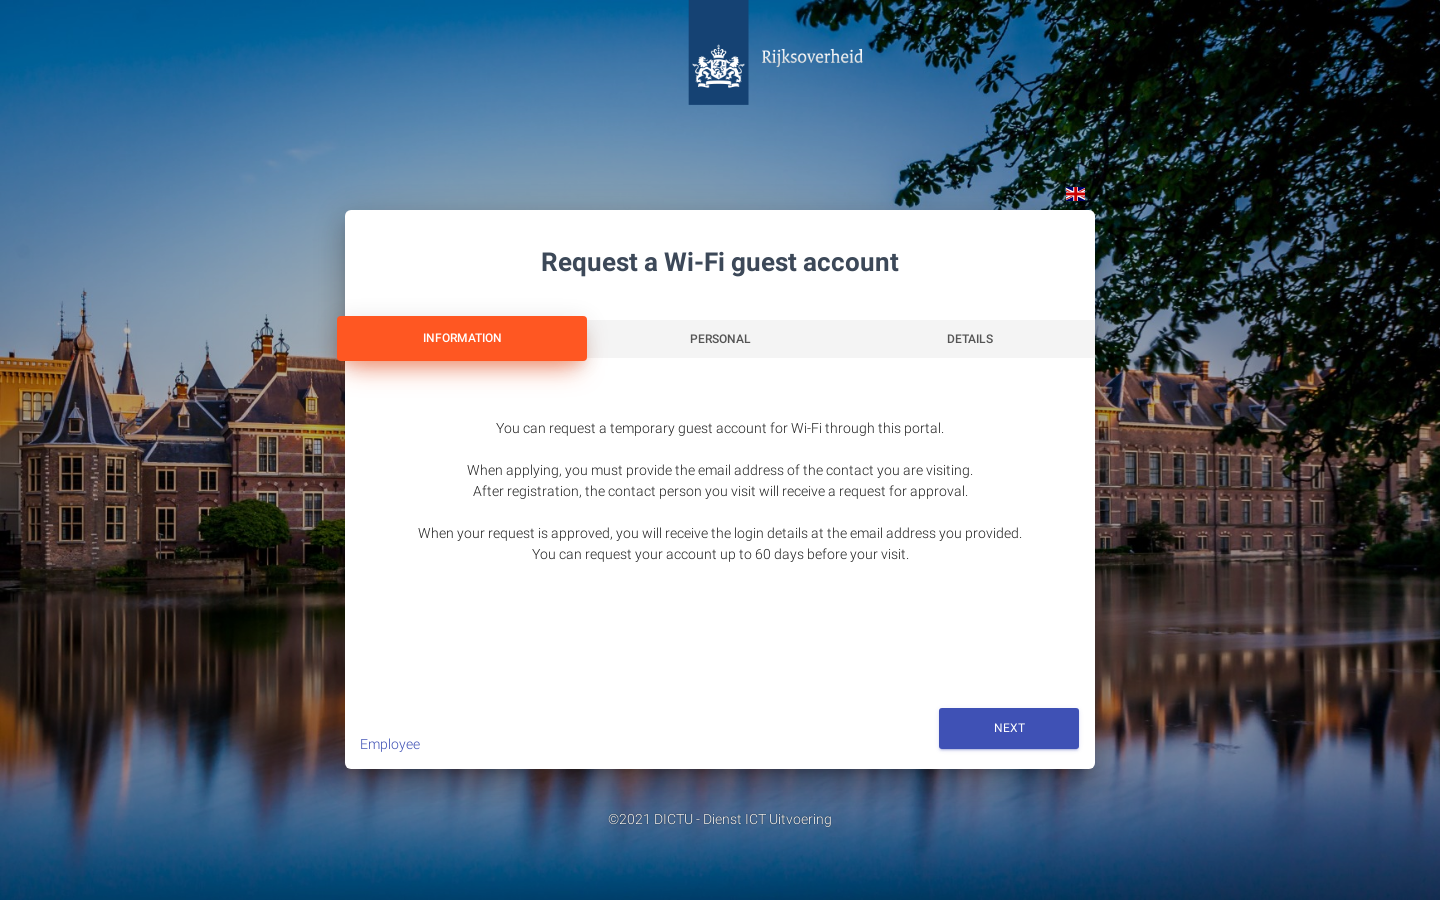 Rijksoverheid
Request a Wi-Fi guest account
INFORMATION
PERSONAL
DETAILS
You can request a temporary guest account for Wi-Fi through this portal.
When applying, you must provide the email address of the contact you are visiting.
After registration, the contact person you visit will receive a request for approval.
When your request is approved, you will receive the login details at the email address you provided.
You can request your account up to 60 days before your visit.
NEXT
Employee
©2021 DICTU - Dienst ICT Uitvoering